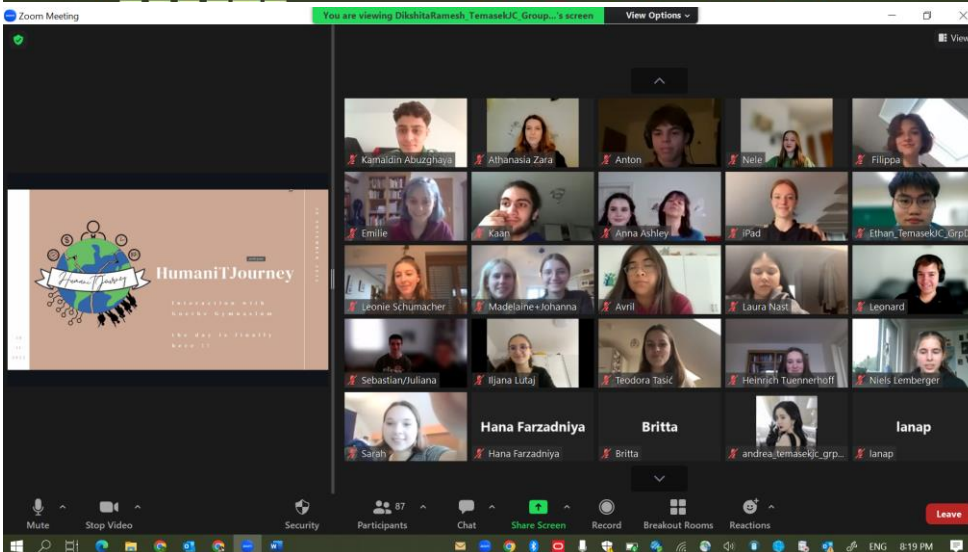 Zoom Meeting
You are viewing DikshitaRamesh_TemasekJC_Group...'s screen
View Options
View
Kamaldin Abuzghaya
Athanasia Zara
Anton
Nele
Filippa
Emilie
Kaan
Anna Ashley
iPad
Ethan_TemasekJC_GrpD
HumaniTJourney
HumaniTJourney
Interaction with
Goethe Gymnasium
the day is finally
here !!
Leonie Schumacher
Madelaine+Johanna
Avril
Laura Nast
Leonard
Sebastian/Juliana
Iljana Lutaj
Teodora Tasić
Heinrich Tuennerhoff
Niels Lemberger
Sarah
Hana Farzadniya
Hana Farzadniya
Britta
Britta
andrea_temasekjc_grp...
lanap
lanap
Mute
Stop Video
Security
87
Participants
Chat
Share Screen
Record
Breakout Rooms
Reactions
Leave
ENG
8:19 PM